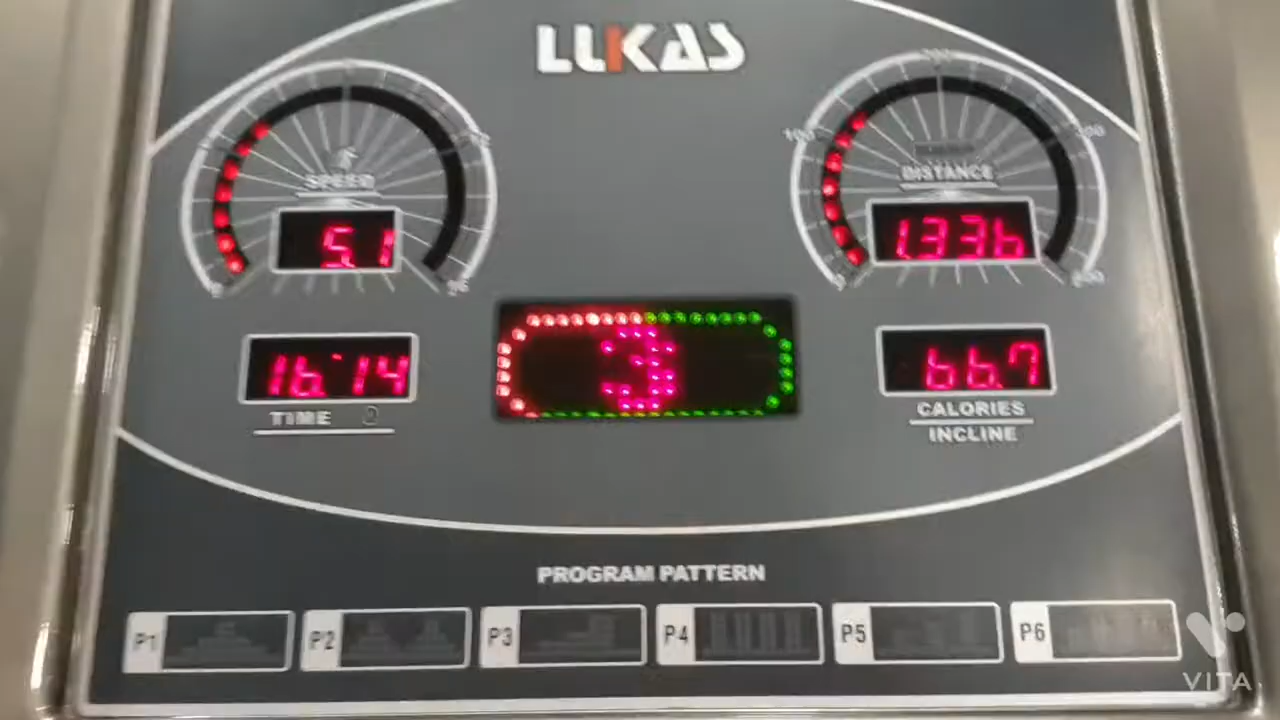 LUKAS
SPEED
5.1
DISTANCE
1.336
16:14
TIME
3
66.7
CALORIES
INCLINE
PROGRAM PATTERN
P1
P2
P3
P4
P5
P6
VITA